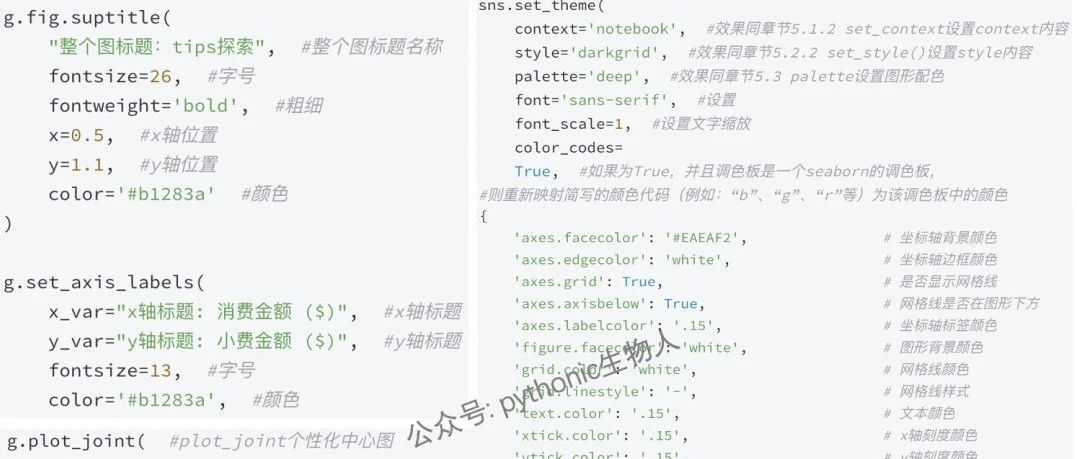 g.fig.suptitle(
"整个图标题：tips探索", #整个图标题名称
fontsize=26, #字号
fontweight='bold', #粗细
x=0.5, #x轴位置
y=1.1, #y轴位置
color='#b1283a' #颜色
)
g.set_axis_labels(
x_var="x轴标题: 消费金额 ($)", #x轴标题
y_var="y轴标题: 小费金额 ($)", #y轴标题
fontsize=13, #字号
color='#b1283a', #颜色
g.plot_joint( #plot_joint个性化中心图
sns.set_theme(
context='notebook', #效果同章节5.1.2 set_context设置context内容
style='darkgrid', #效果同章节5.2.2 set_style()设置style内容
palette='deep', #效果同章节5.3 palette设置图形配色
font='sans-serif', #设置
font_scale=1, #设置文字缩放
color_codes=
True, #如果为True，并且调色板是一个seaborn的调色板，
#则重新映射简写的颜色代码（例如：“b”、“g”、“r”等）为该调色板中的颜色
{
'axes.facecolor': '#EAEAF2', # 坐标轴背景颜色
'axes.edgecolor': 'white', # 坐标轴边框颜色
'axes.grid': True, # 是否显示网格线
'axes.axisbelow': True, # 网格线是否在图形下方
'axes.labelcolor': '.15', # 坐标轴标签颜色
'figure.facecolor': 'white', # 图形背景颜色
'grid.color': 'white', # 网格线颜色
'grid.linestyle': '-', # 网格线样式
'text.color': '.15', # 文本颜色
'xtick.color': '.15', # x轴刻度颜色
'ytick.color': '.15', # y轴刻度颜色
公众号: pythonic生物人